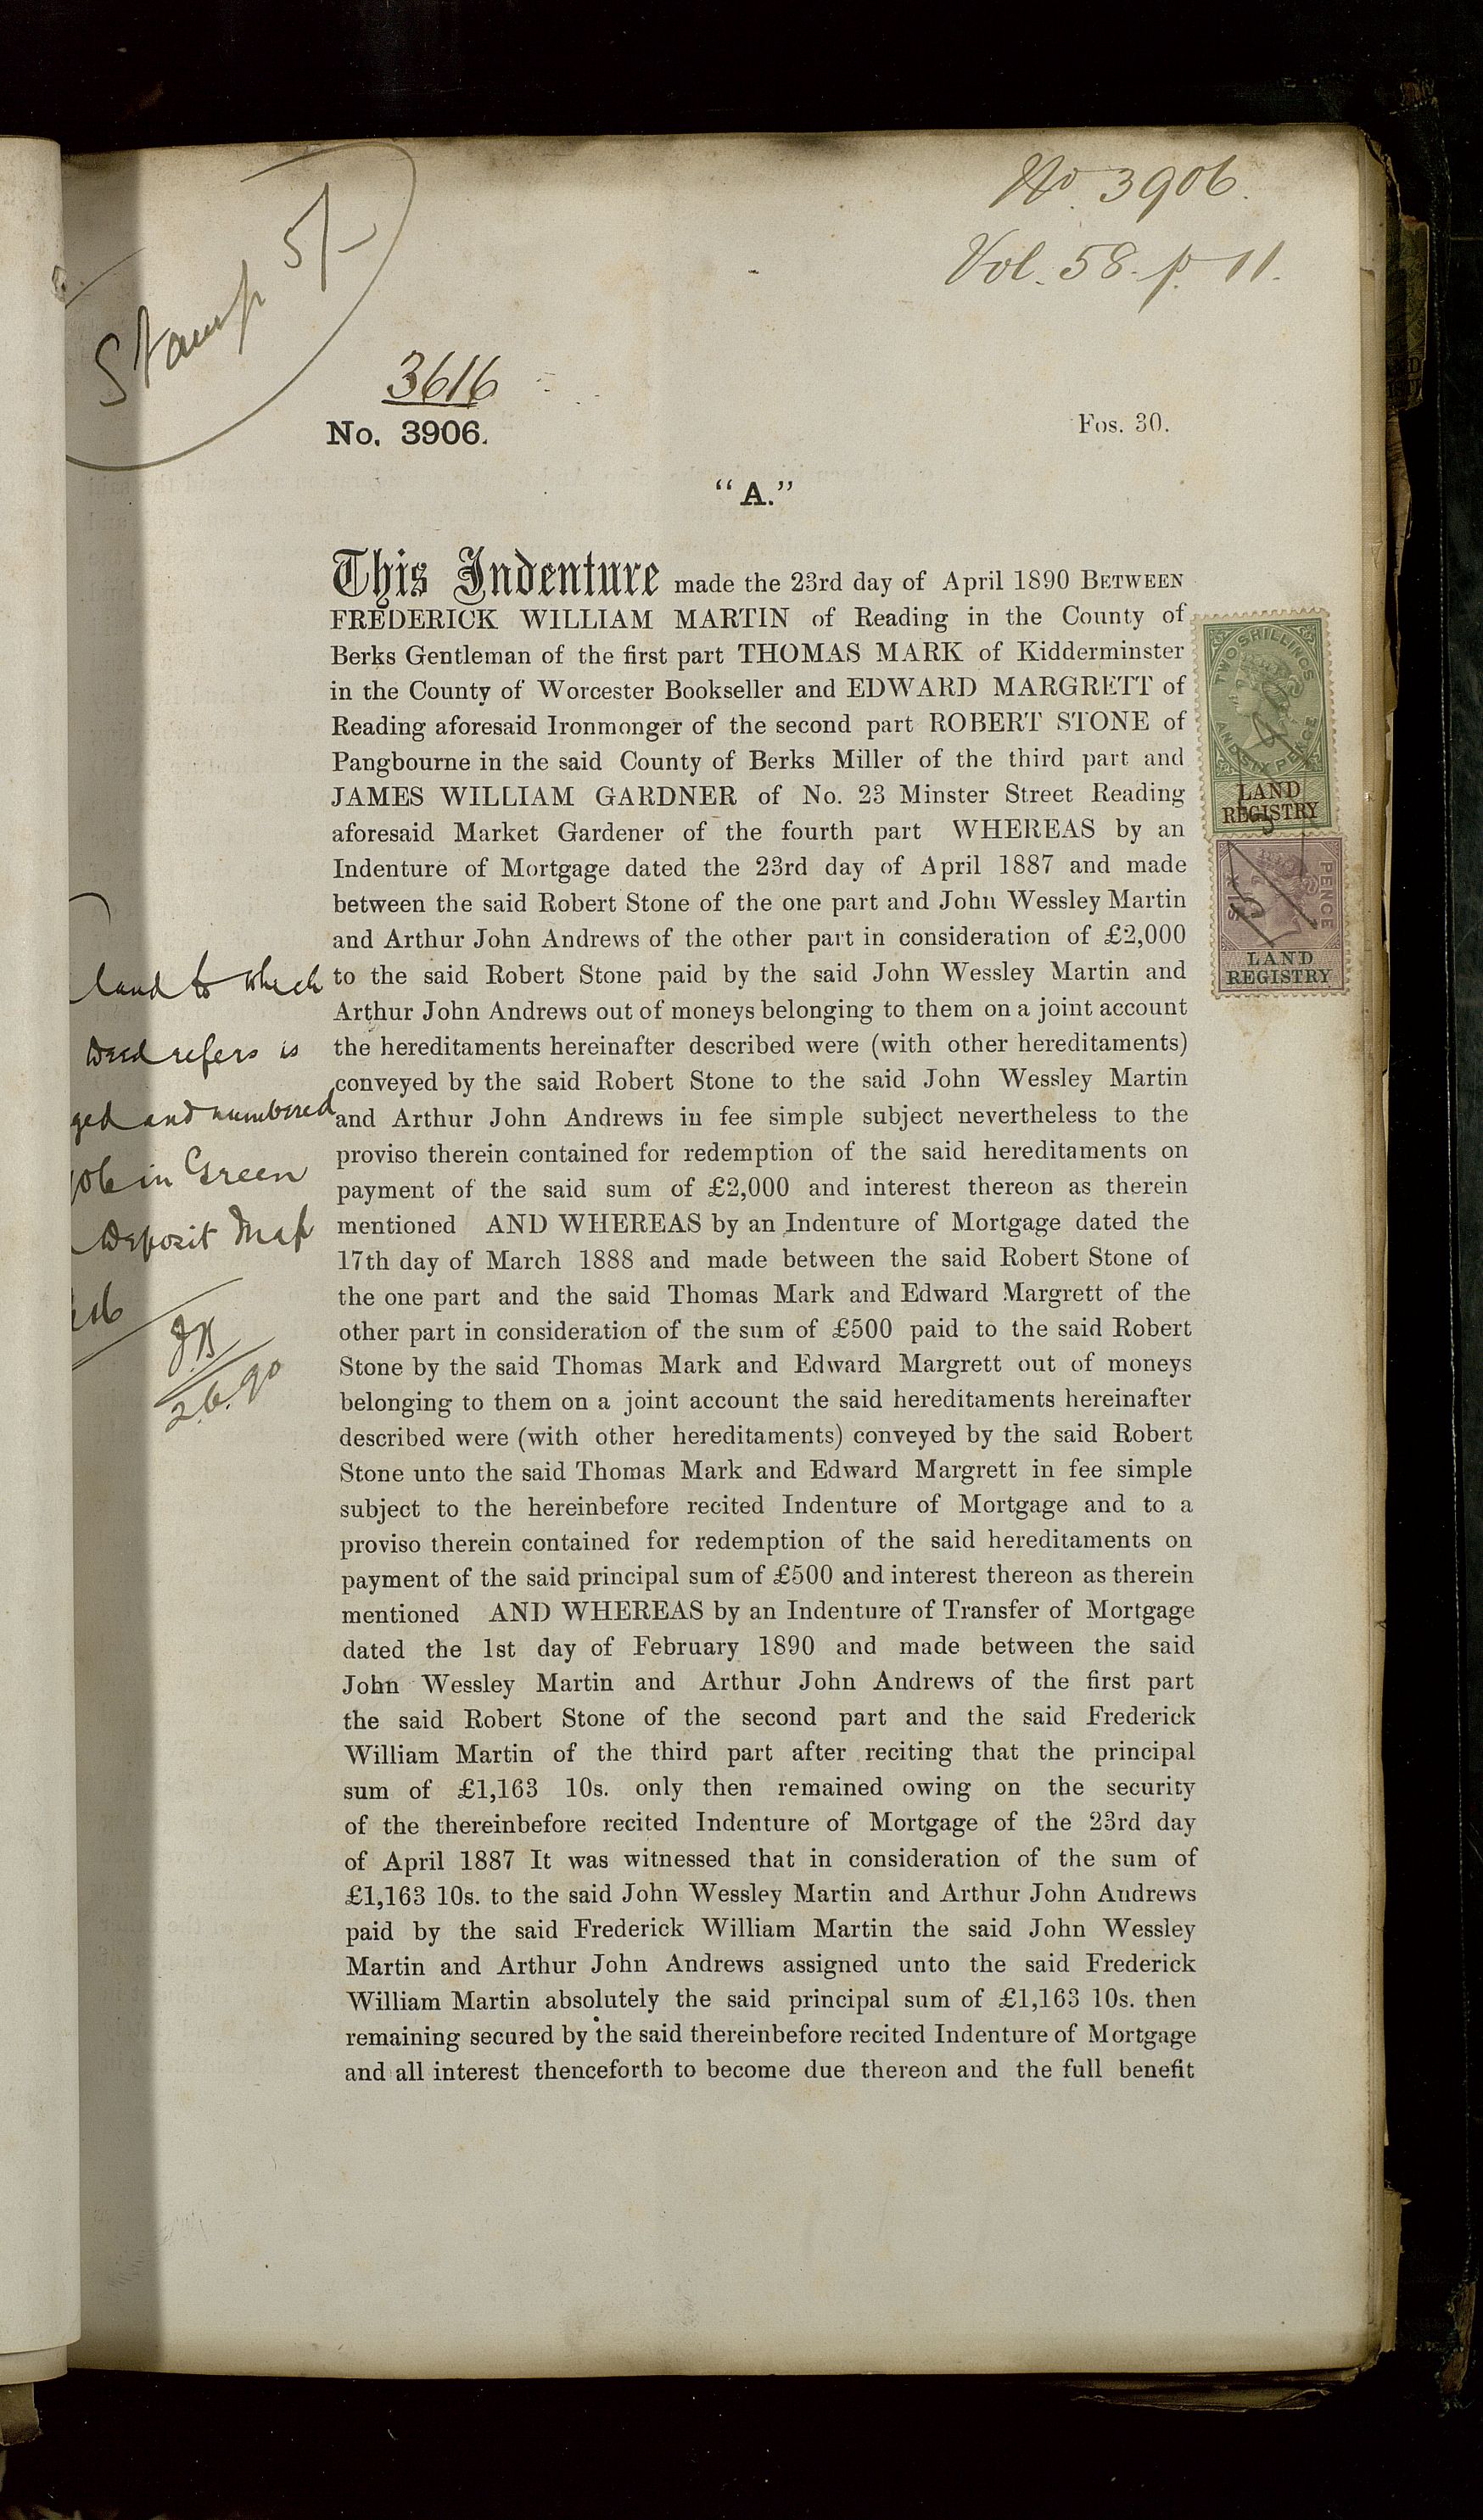 No. 3906.
Vol. 58. p. 11.
Stamp 5/-
3616
No. 3906.
Fos. 30.
"A."
This Indenture made the 23rd day of April 1890 BETWEEN
FREDERICK WILLIAM MARTIN of Reading in the County of
Berks Gentleman of the first part THOMAS MARK of Kidderminster
in the County of Worcester Bookseller and EDWARD MARGRETT of
Reading aforesaid Ironmonger of the second part ROBERT STONE of
Pangbourne in the said County of Berks Miller of the third part and
JAMES WILLIAM GARDNER of No. 23 Minster Street Reading
aforesaid Market Gardener of the fourth part WHEREAS by an
Indenture of Mortgage dated the 23rd day of April 1887 and made
between the said Robert Stone of the one part and John Wessley Martin
and Arthur John Andrews of the other part in consideration of £2,000
to the said Robert Stone paid by the said John Wessley Martin and
Arthur John Andrews out of moneys belonging to them on a joint account
the hereditaments hereinafter described were (with other hereditaments)
conveyed by the said Robert Stone to the said John Wessley Martin
and Arthur John Andrews in fee simple subject nevertheless to the
proviso therein contained for redemption of the said hereditaments on
payment of the said sum of £2,000 and interest thereon as therein
mentioned AND WHEREAS by an Indenture of Mortgage dated the
17th day of March 1888 and made between the said Robert Stone of
the one part and the said Thomas Mark and Edward Margrett of the
other part in consideration of the sum of £500 paid to the said Robert
Stone by the said Thomas Mark and Edward Margrett out of moneys
belonging to them on a joint account the said hereditaments hereinafter
described were (with other hereditaments) conveyed by the said Robert
Stone unto the said Thomas Mark and Edward Margrett in fee simple
subject to the hereinbefore recited Indenture of Mortgage and to a
proviso therein contained for redemption of the said hereditaments on
payment of the said principal sum of £500 and interest thereon as therein
mentioned AND WHEREAS by an Indenture of Transfer of Mortgage
dated the 1st day of February 1890 and made between the said
John Wessley Martin and Arthur John Andrews of the first part
the said Robert Stone of the second part and the said Frederick
William Martin of the third part after reciting that the principal
sum of £1,163 10s. only then remained owing on the security
of the thereinbefore recited Indenture of Mortgage of the 23rd day
of April 1887 It was witnessed that in consideration of the sum of
£1,163 10s. to the said John Wessley Martin and Arthur John Andrews
paid by the said Frederick William Martin the said John Wessley
Martin and Arthur John Andrews assigned unto the said Frederick
William Martin absolutely the said principal sum of £1,163 10s. then
remaining secured by the said thereinbefore recited Indenture of Mortgage
and all interest thenceforth to become due thereon and the full benefit
land to which
Deed refers is
ged and numbered
906 in Green
Deposit Map
JB
2.6.90
TWO SHILLINGS
AND SIX PENCE
LAND
REGISTRY
SIX PENCE
LAND
REGISTRY